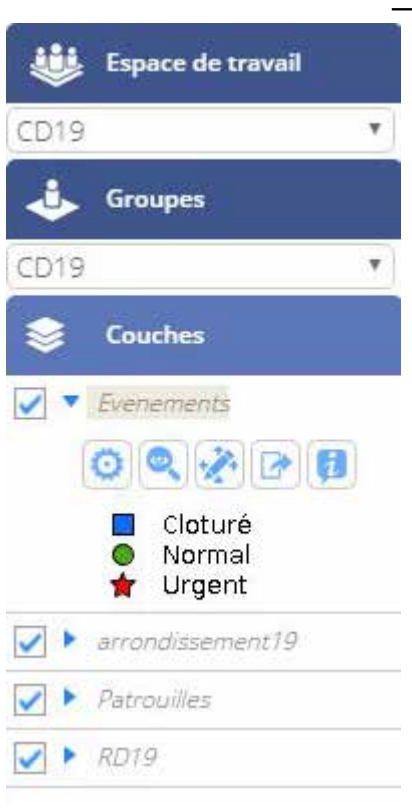 Espace de travail
CD19
Groupes
CD19
Couches
Evenements
Cloturé
Normal
Urgent
arrondissement19
Patrouilles
RD19